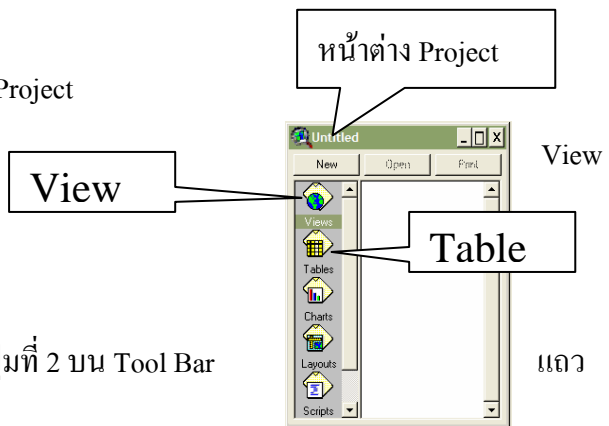 หน้าต่าง Project
Project
Untitled
New Open Print
View
View
Views
Table
Tables
Charts
มที่ 2 บน Tool Bar
แถว
Layouts
Scripts